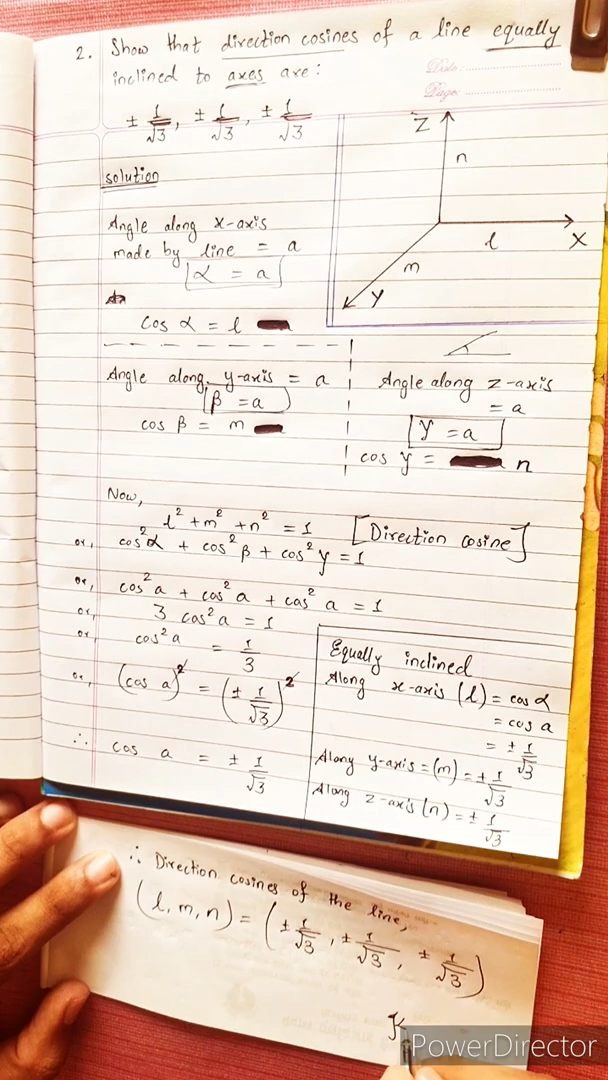 2. Show that direction cosines of a line equally
inclined to axes are:
Date:
Page:
± 1/√3, ± 1/√3, ± 1/√3
Z
n
l
X
m
Y
solution
Angle along x-axis
made by line = a
α = a
cos α = l
Angle along y-axis = a
β = a
cos β = m
Angle along z-axis
= a
γ = a
cos γ = n
Now,
l² + m² + n² = 1 [Direction cosine]
or, cos²α + cos²β + cos²γ = 1
or, cos²a + cos²a + cos²a = 1
or, 3 cos²a = 1
or cos²a = 1/3
or, (cos a)² = (± 1/√3)²
∴ cos a = ± 1/√3
Equally inclined
Along x-axis (l) = cos α
= cos a
= ± 1/√3
Along y-axis = (m) = ± 1/√3
Along z-axis (n) = ± 1/√3
∴ Direction cosines of the line,
(l, m, n) = (± 1/√3, ± 1/√3, ± 1/√3)
PowerDirector